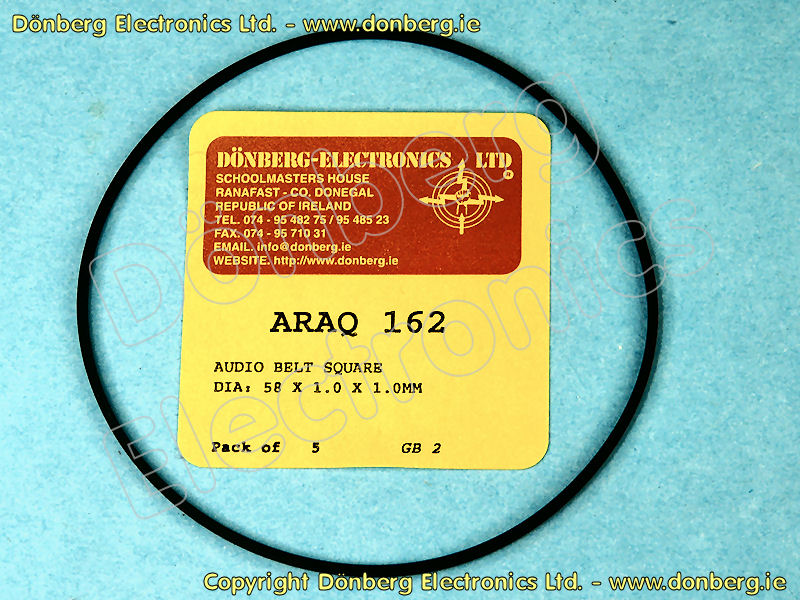 Dönberg Electronics Ltd. - www.donberg.ie
DÖNBERG-ELECTRONICS LTD
SCHOOLMASTERS HOUSE
RANAFAST - CO. DONEGAL
REPUBLIC OF IRELAND
TEL. 074 - 95 482 75 / 95 485 23
FAX. 074 - 95 710 31
EMAIL. info@donberg.ie
WEBSITE. http://www.donberg.ie
R
Dönberg
Electronics
ARAQ 162
AUDIO BELT SQUARE
DIA: 58 X 1.0 X 1.0MM
Pack of 5 GB 2
Copyright Dönberg Electronics Ltd. - www.donberg.ie